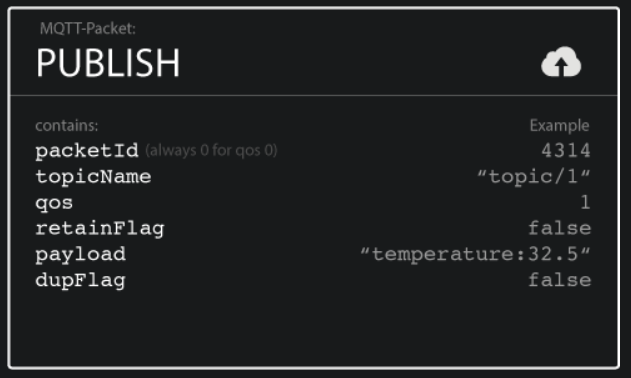 MQTT-Packet:
PUBLISH
contains: Example
packetId (always 0 for qos 0) 4314
topicName “topic/1“
qos 1
retainFlag false
payload “temperature:32.5“
dupFlag false